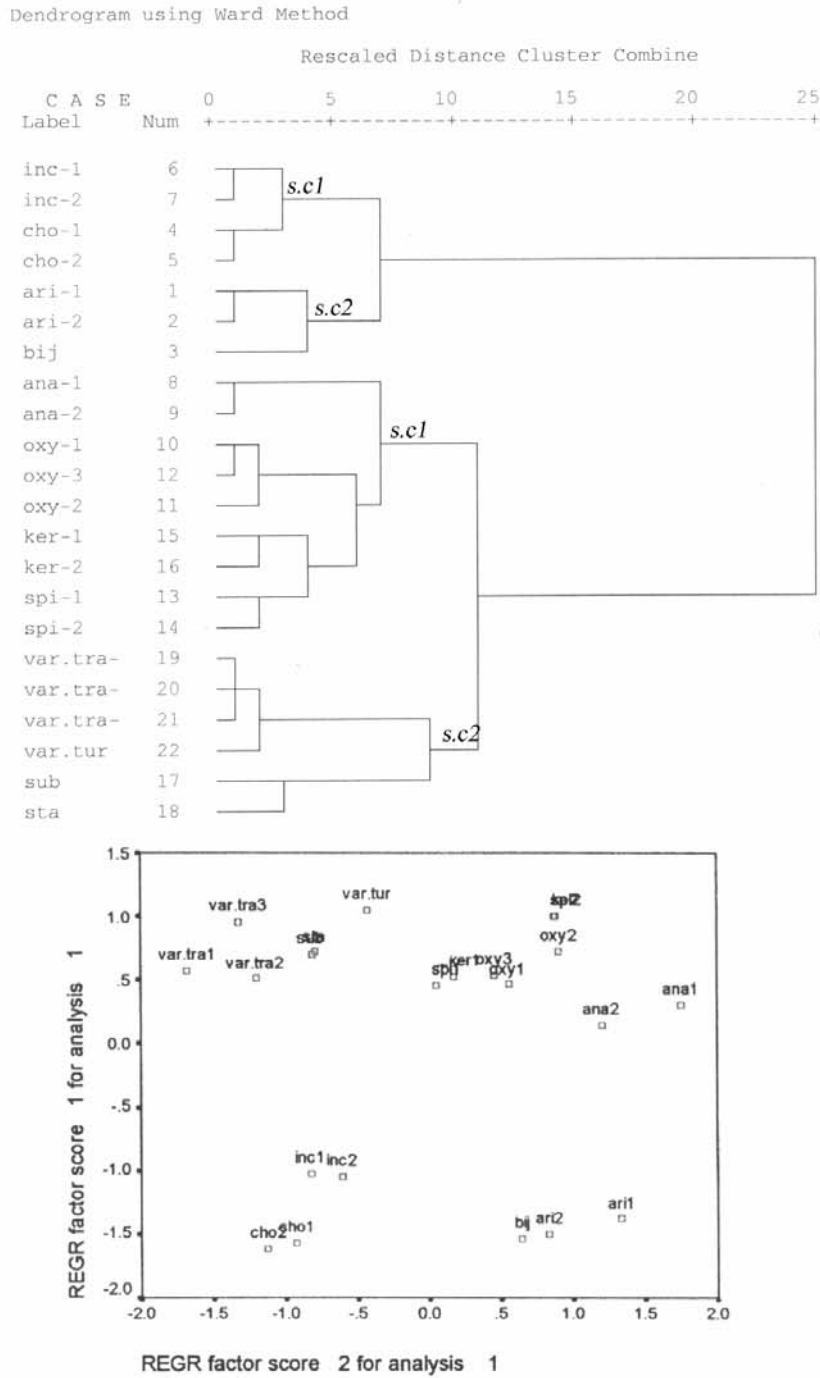 Dendrogram using Ward Method
Rescaled Distance Cluster Combine
C A S E 0 5 10 15 20 25
Label Num +---------+---------+---------+---------+---------+
inc-1 6
s.c1
inc-2 7
cho-1 4
cho-2 5
ari-1 1
s.c2
ari-2 2
bij 3
ana-1 8
ana-2 9
s.c1
oxy-1 10
oxy-3 12
oxy-2 11
ker-1 15
ker-2 16
spi-1 13
spi-2 14
var.tra- 19
var.tra- 20
var.tra- 21
s.c2
var.tur 22
sub 17
sta 18
1.5
var.tra3 var.tur
1.0
oxy2
sub
var.tra1 var.tra2 spi1 ker1 oxy3 oxy1
.5
ana1
ana2
0.0
-.5
inc1 inc2
-1.0
ari1
cho2 cho1 bij ari2
-1.5
-2.0
-2.0 -1.5 -1.0 -.5 0.0 .5 1.0 1.5 2.0
REGR factor score 1 for analysis 1
REGR factor score 2 for analysis 1